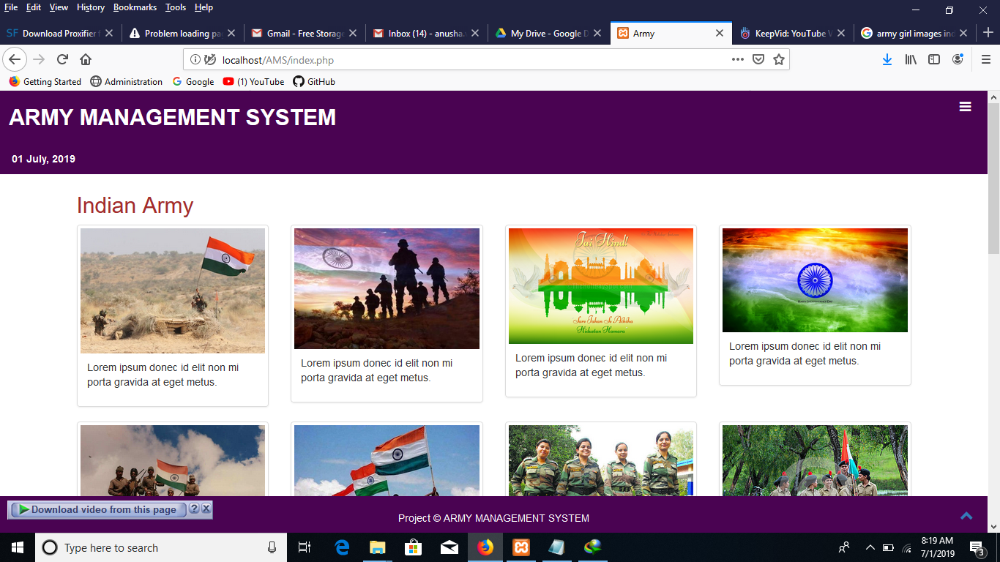 File Edit View History Bookmarks Tools Help
SF Download Proxifier f
Problem loading pa
Gmail - Free Storage
Inbox (14) - anusha.
My Drive - Google D
Army
KeepVid: YouTube V
army girl images ind
localhost/AMS/index.php
Getting Started Administration Google (1) YouTube GitHub
ARMY MANAGEMENT SYSTEM
01 July, 2019
Indian Army
Jai Hind!
Sare Jahan Se Achha
Hindustan Hamara
HAPPY INDEPENDENCE DAY
Lorem ipsum donec id elit non mi
porta gravida at eget metus.
Lorem ipsum donec id elit non mi
porta gravida at eget metus.
Lorem ipsum donec id elit non mi
porta gravida at eget metus.
Lorem ipsum donec id elit non mi
porta gravida at eget metus.
Download video from this page ? X
Project © ARMY MANAGEMENT SYSTEM
Type here to search
8:19 AM
7/1/2019
3